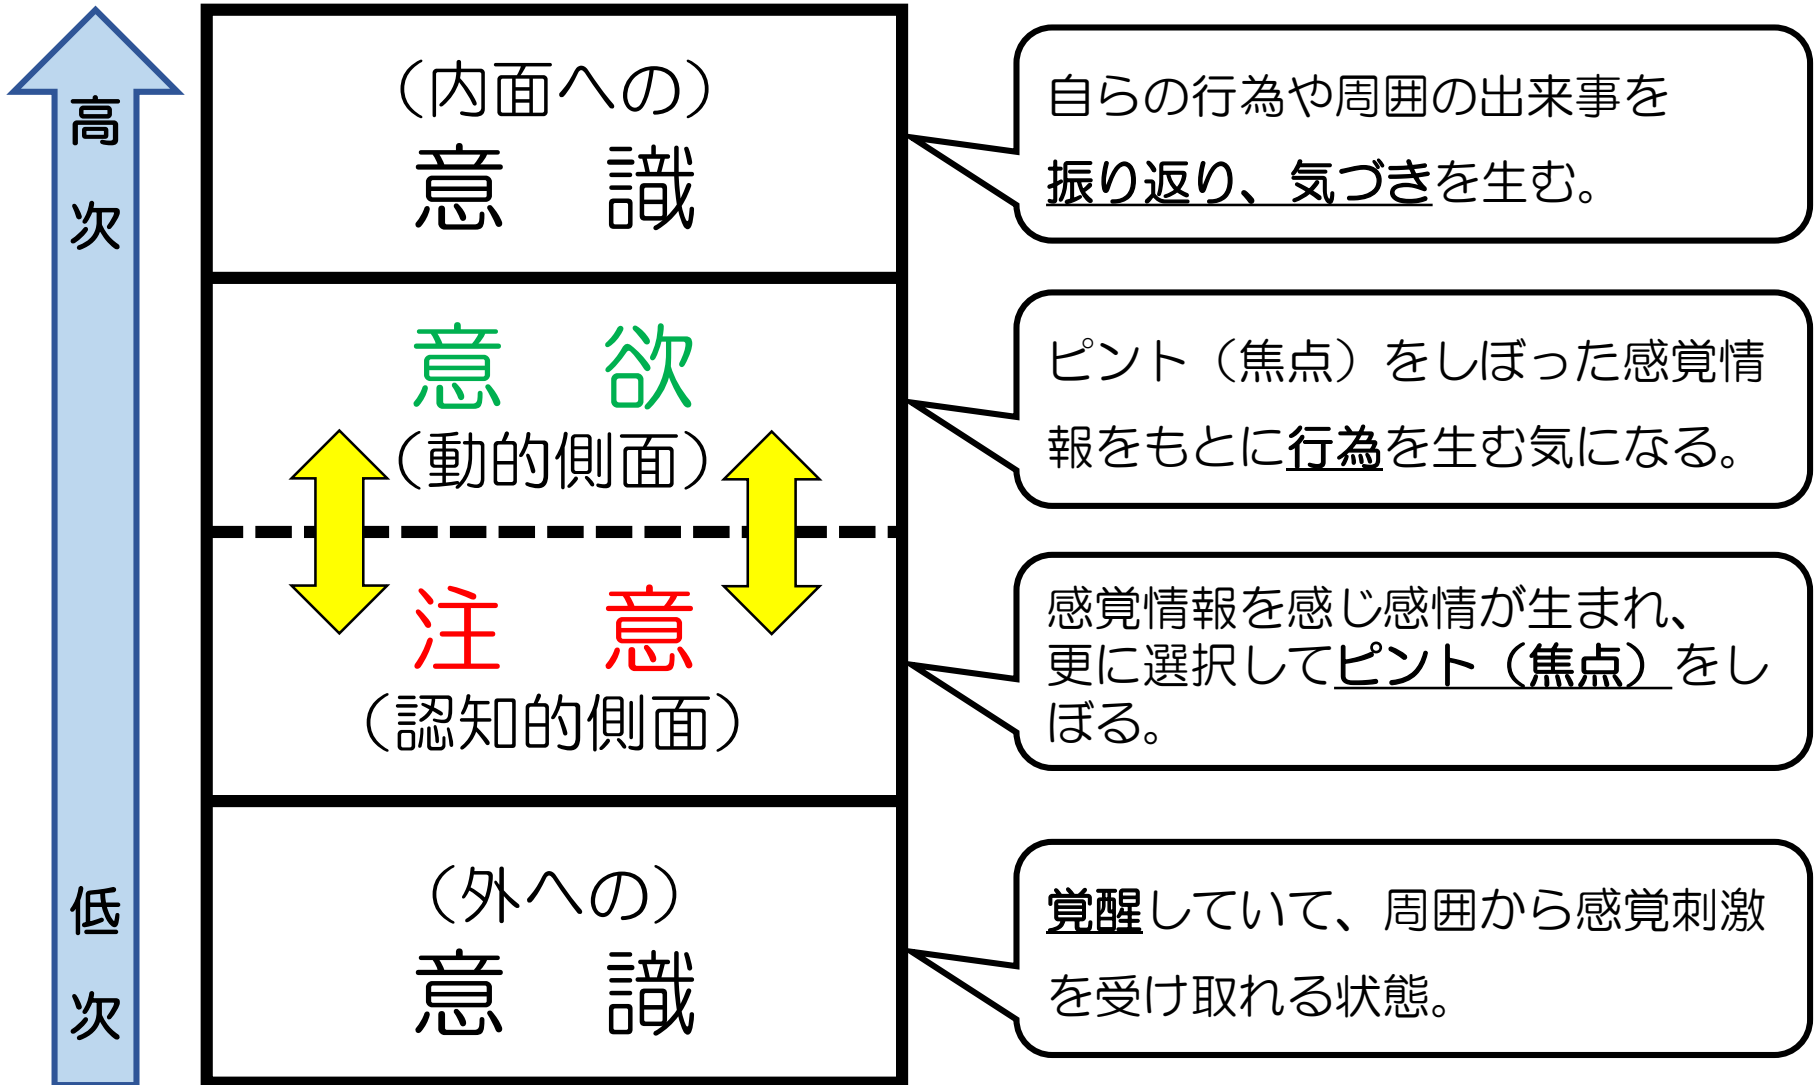 高
次
低
次
（内面への）
意　識
意　欲
（動的側面）
注　意
（認知的側面）
（外への）
意　識
自らの行為や周囲の出来事を
振り返り、気づきを生む。
ピント（焦点）をしぼった感覚情
報をもとに行為を生む気になる。
感覚情報を感じ感情が生まれ、
更に選択してピント（焦点）をし
ぼる。
覚醒していて、周囲から感覚刺激
を受け取れる状態。